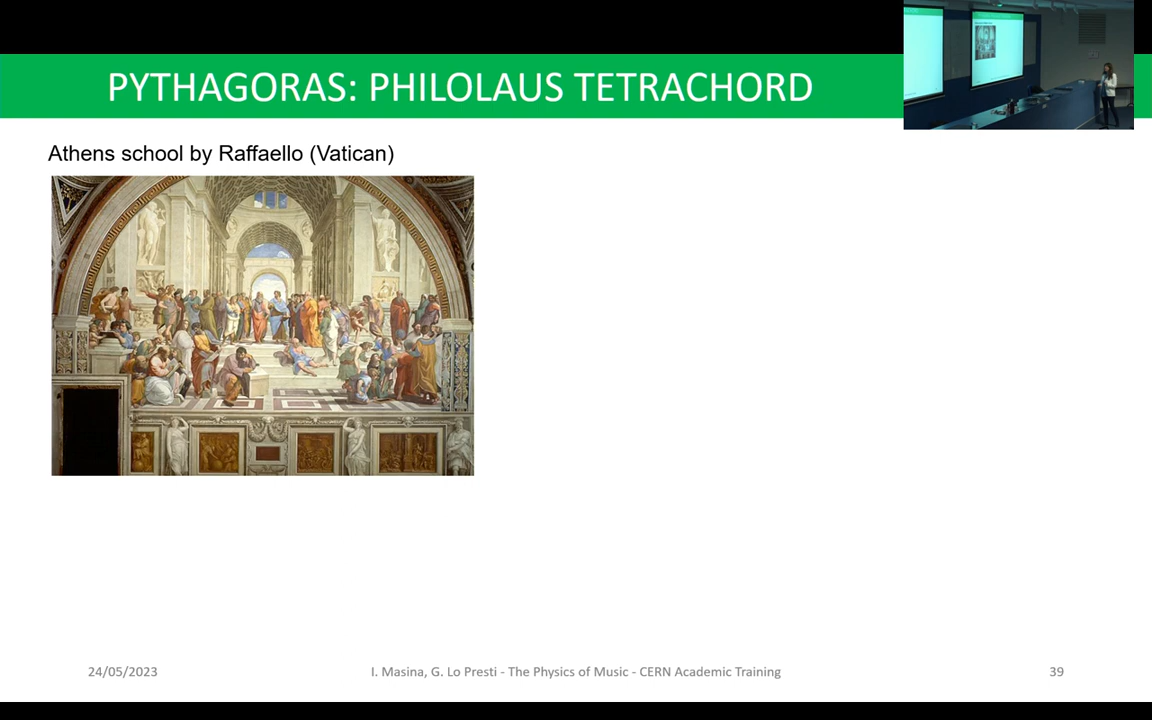 PYTHAGORAS: PHILOLAUS TETRACHORD
Athens school by Raffaello (Vatican)
24/05/2023
I. Masina, G. Lo Presti - The Physics of Music - CERN Academic Training
39